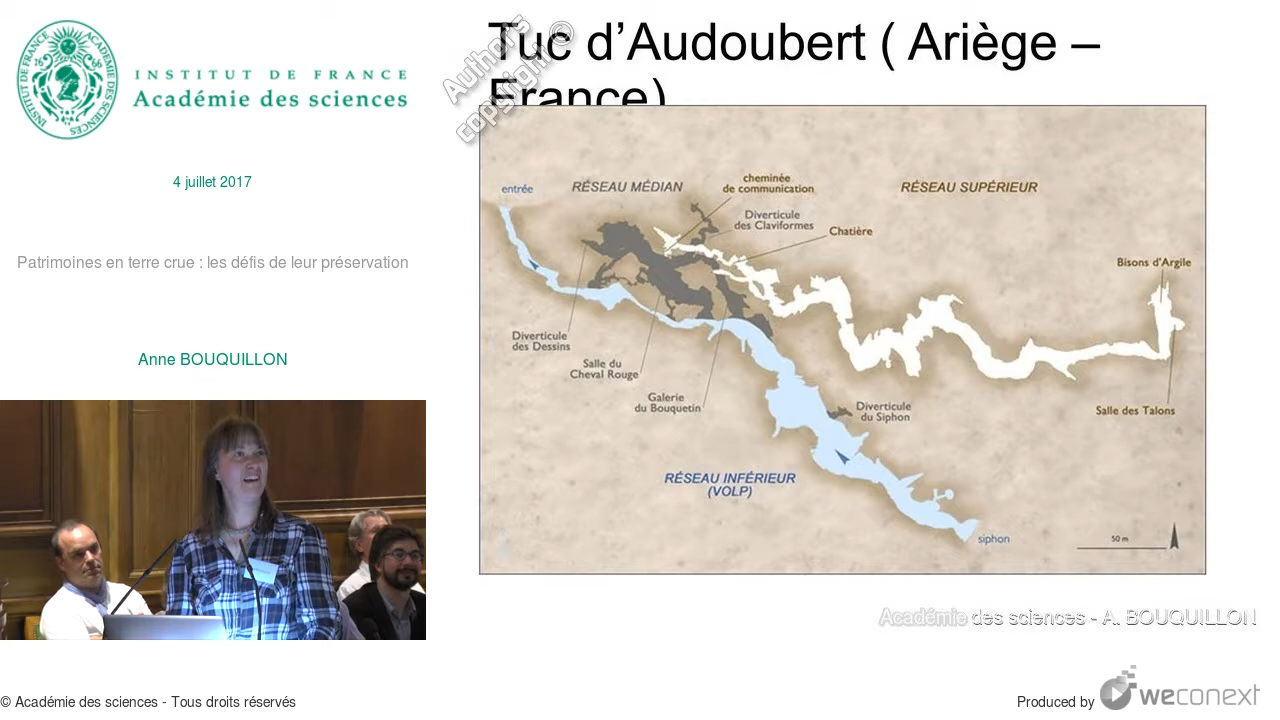 INSTITUT DE FRANCE
Académie des sciences
4 juillet 2017
Patrimoines en terre crue : les défis de leur préservation
Anne BOUQUILLON
Tuc d’Audoubert ( Ariège –
France)
Authors
copyright ©
entrée
RÉSEAU MÉDIAN
cheminée
de communication
RÉSEAU SUPÉRIEUR
Diverticule
des Claviformes
Chatière
Bisons d'Argile
Diverticule
des Dessins
Salle du
Cheval Rouge
Galerie
du Bouquetin
Diverticule
du Siphon
Salle des Talons
RÉSEAU INFÉRIEUR
(VOLP)
siphon
50 m
Académie des sciences - A. BOUQUILLON
© Académie des sciences - Tous droits réservés
Produced by weconext